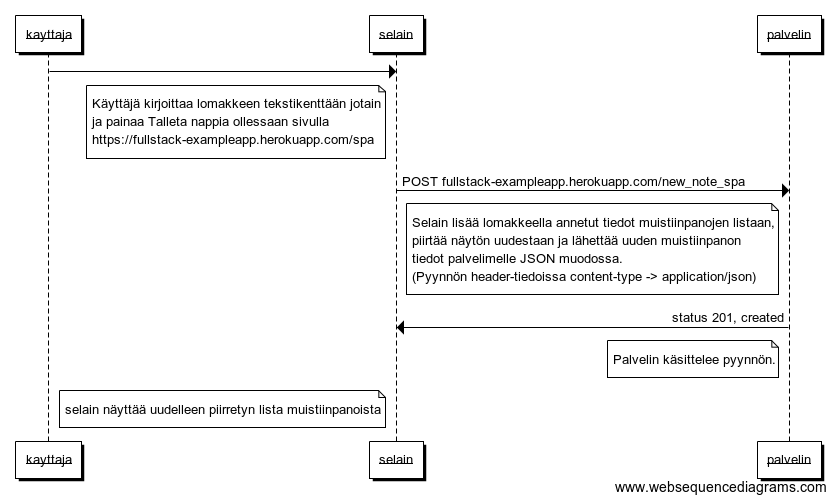 kayttaja
selain
palvelin
Käyttäjä kirjoittaa lomakkeen tekstikenttään jotain
ja painaa Talleta nappia ollessaan sivulla
https://fullstack-exampleapp.herokuapp.com/spa
POST fullstack-exampleapp.herokuapp.com/new_note_spa
Selain lisää lomakkeella annetut tiedot muistiinpanojen listaan,
piirtää näytön uudestaan ja lähettää uuden muistiinpanon
tiedot palvelimelle JSON muodossa.
(Pyynnön header-tiedoissa content-type -> application/json)
status 201, created
Palvelin käsittelee pyynnön.
selain näyttää uudelleen piirretyn lista muistiinpanoista
kayttaja
selain
palvelin
www.websequencediagrams.com